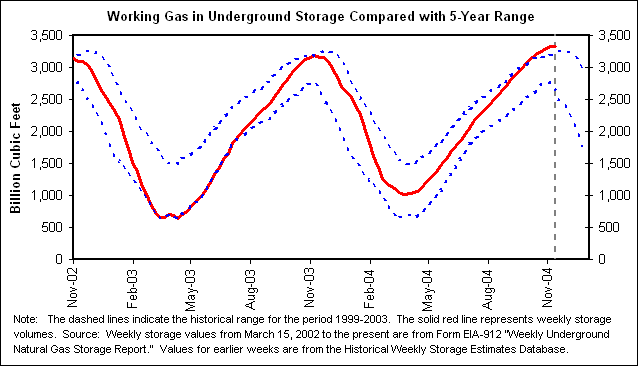 Working Gas in Underground Storage Compared with 5-Year Range
3,500
3,000
2,500
2,000
1,500
1,000
500
0
Billion Cubic Feet
3,500
3,000
2,500
2,000
1,500
1,000
500
0
Nov-02
Feb-03
May-03
Aug-03
Nov-03
Feb-04
May-04
Aug-04
Nov-04
Note: The dashed lines indicate the historical range for the period 1999-2003. The solid red line represents weekly storage
volumes. Source: Weekly storage values from March 15, 2002 to the present are from Form EIA-912 "Weekly Underground
Natural Gas Storage Report." Values for earlier weeks are from the Historical Weekly Storage Estimates Database.